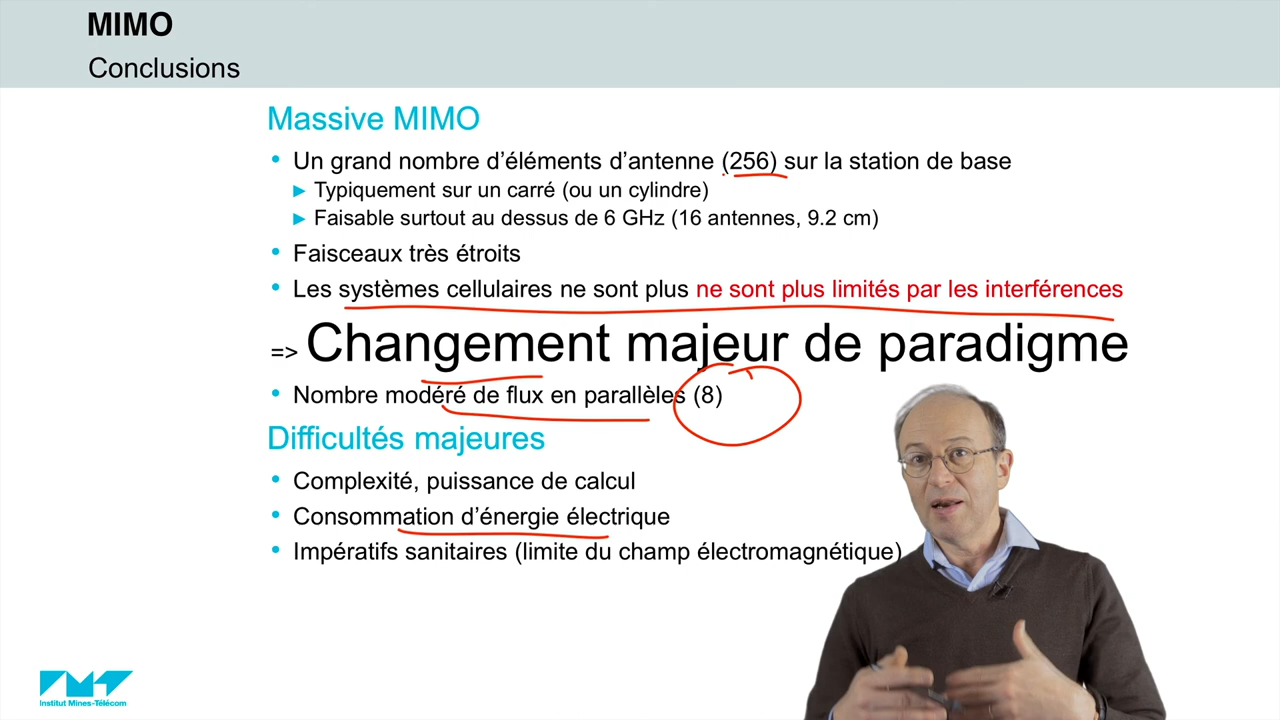 MIMO
Conclusions
Massive MIMO
• Un grand nombre d'éléments d'antenne (256) sur la station de base
► Typiquement sur un carré (ou un cylindre)
► Faisable surtout au dessus de 6 GHz (16 antennes, 9.2 cm)
• Faisceaux très étroits
• Les systèmes cellulaires ne sont plus ne sont plus limités par les interférences
=> Changement majeur de paradigme
• Nombre modéré de flux en parallèles (8)
Difficultés majeures
• Complexité, puissance de calcul
• Consommation d'énergie électrique
• Impératifs sanitaires (limite du champ électromagnétique)
Institut Mines-Télécom